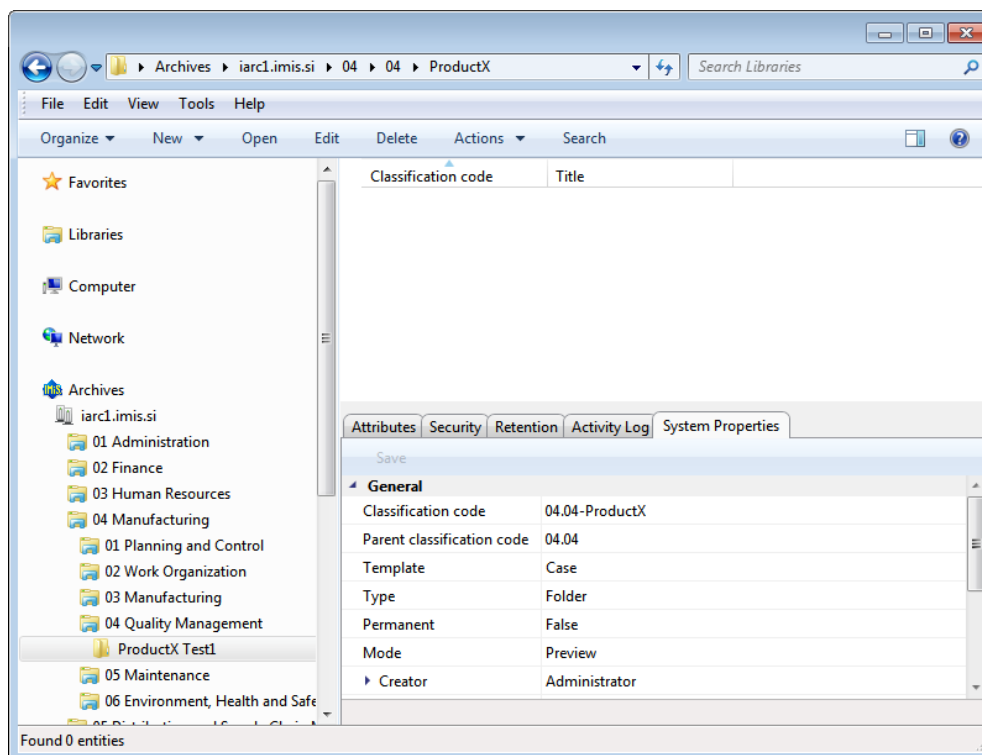 Archives iarc1.imis.si 04 04 ProductX Search Libraries
File Edit View Tools Help
Organize New Open Edit Delete Actions Search
Favorites
Libraries
Computer
Network
Archives
iarc1.imis.si
01 Administration
02 Finance
03 Human Resources
04 Manufacturing
01 Planning and Control
02 Work Organization
03 Manufacturing
04 Quality Management
ProductX Test1
05 Maintenance
06 Environment, Health and Safe
Classification code Title
Attributes Security Retention Activity Log System Properties
Save
General
Classification code 04.04-ProductX
Parent classification code 04.04
Template Case
Type Folder
Permanent False
Mode Preview
Creator Administrator
Found 0 entities